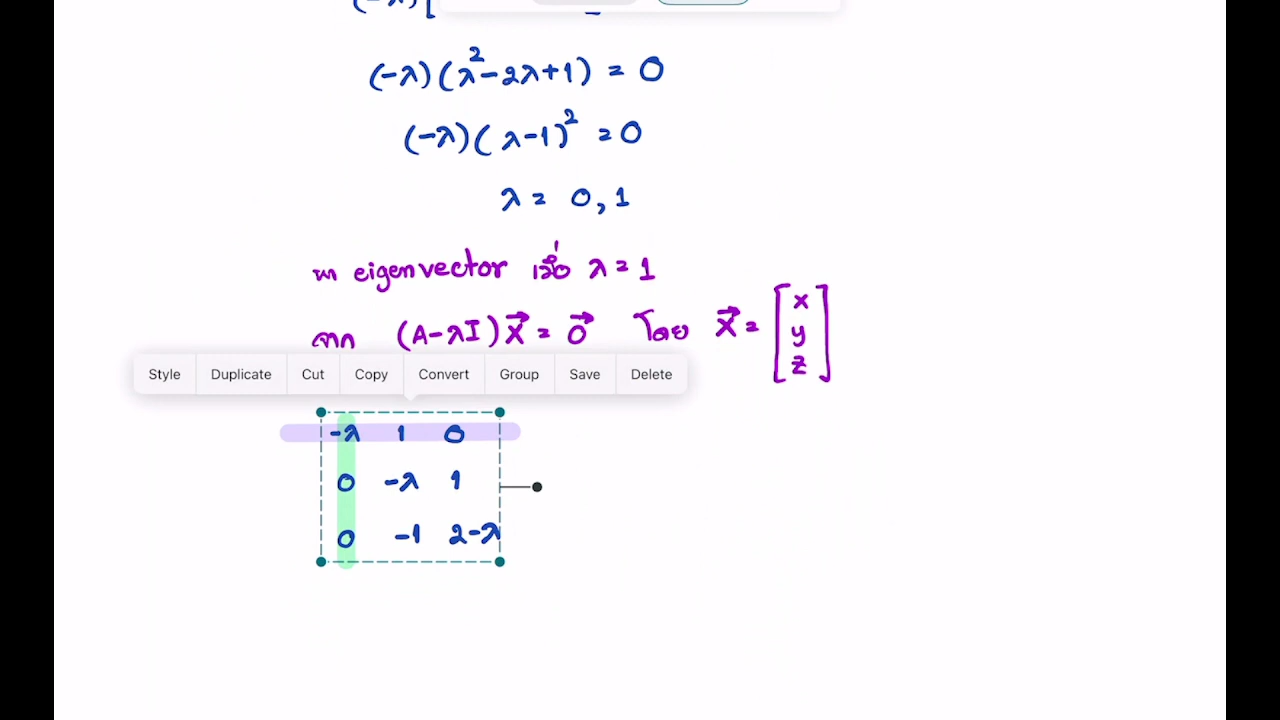 (-λ)(λ²-2λ+1) = 0
(-λ)(λ-1)² = 0
λ = 0, 1
หา eigenvector เมื่อ λ = 1
จาก (A-λI)X⃗ = 0⃗ โดย X⃗ = [x y z]
Style Duplicate Cut Copy Convert Group Save Delete
-λ 1 0
0 -λ 1
0 -1 2-λ